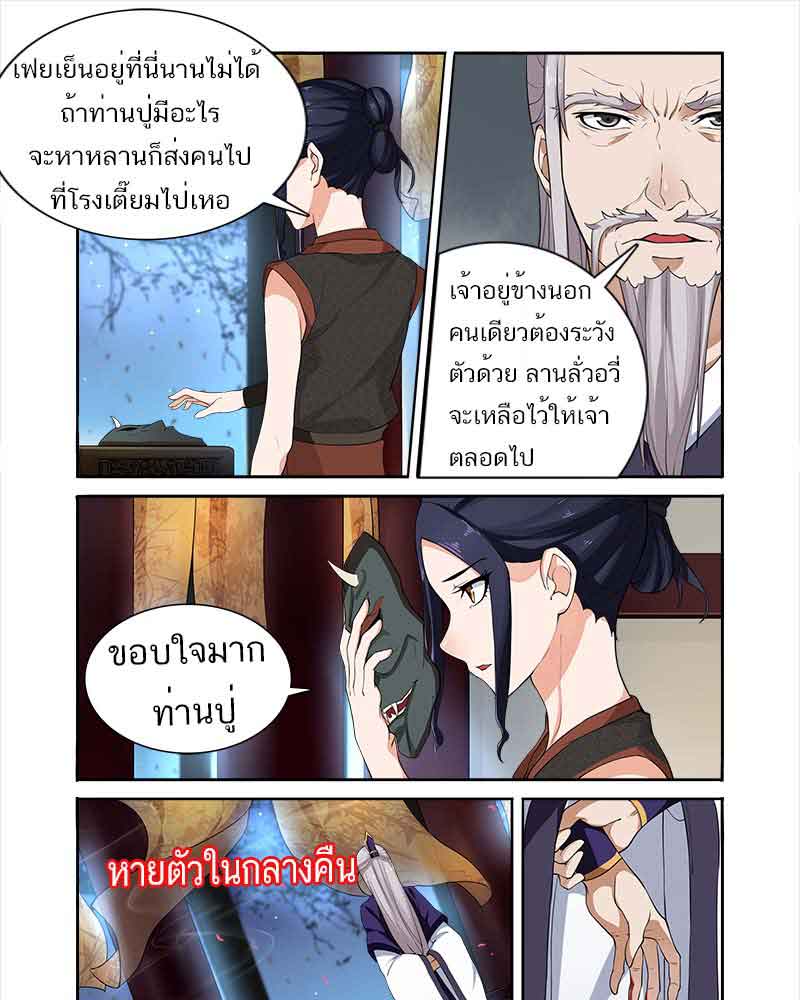 เฟยเย็นอยู่ที่นี่นานไม่ได้
ถ้าท่านปู่มีอะไร
จะหาหลานก็ส่งคนไป
ที่โรงเตี๊ยมไปเหอ
เจ้าอยู่ข้างนอก
คนเดียวต้องระวัง
ตัวด้วย ลานลั่วอวี่
จะเหลือไว้ให้เจ้า
ตลอดไป
ขอบใจมาก
ท่านปู่
หายตัวในกลางคืน